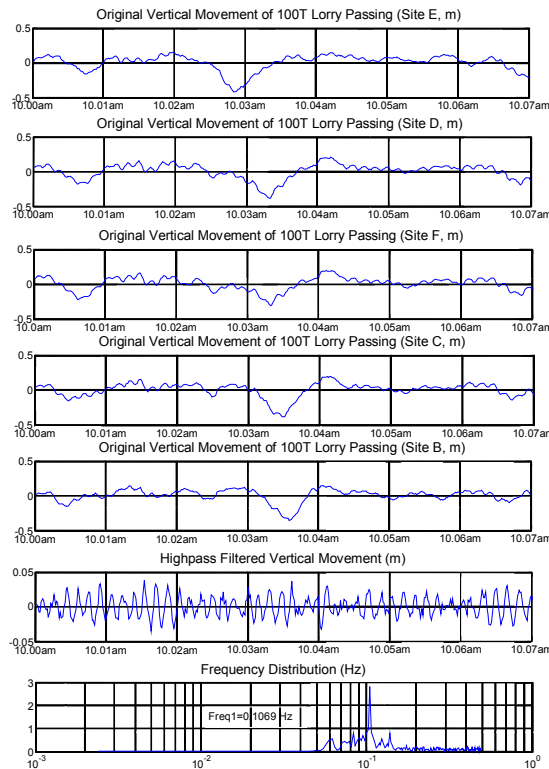 Original Vertical Movement of 100T Lorry Passing (Site E, m)
0.5
0
-0.5
10.00am 10.01am 10.02am 10.03am 10.04am 10.05am 10.06am 10.07am
Original Vertical Movement of 100T Lorry Passing (Site D, m)
0.5
0
-0.5
10.00am 10.01am 10.02am 10.03am 10.04am 10.05am 10.06am 10.07am
Original Vertical Movement of 100T Lorry Passing (Site F, m)
0.5
0
-0.5
10.0am 10.01am 10.02am 10.03am 10.04am 10.05am 10.06am 10.07am
Original Vertical Movement of 100T Lorry Passing (Site C, m)
0.5
0
-0.5
10.00am 10.01am 10.02am 10.03am 10.04am 10.05am 10.06am 10.07am
Original Vertical Movement of 100T Lorry Passing (Site B, m)
0.5
0
-0.5
10.00am 10.01am 10.02am 10.03am 10.04am 10.05am 10.06am 10.07am
Highpass Filtered Vertical Movement (m)
0.05
0
-0.05
10.00am 10.01am 10.02am 10.03am 10.04am 10.05am 10.06am 10.07am
Frequency Distribution (Hz)
3
2
1
0
Freq1=0.1069 Hz
10^-3 10^-2 10^-1 10^0